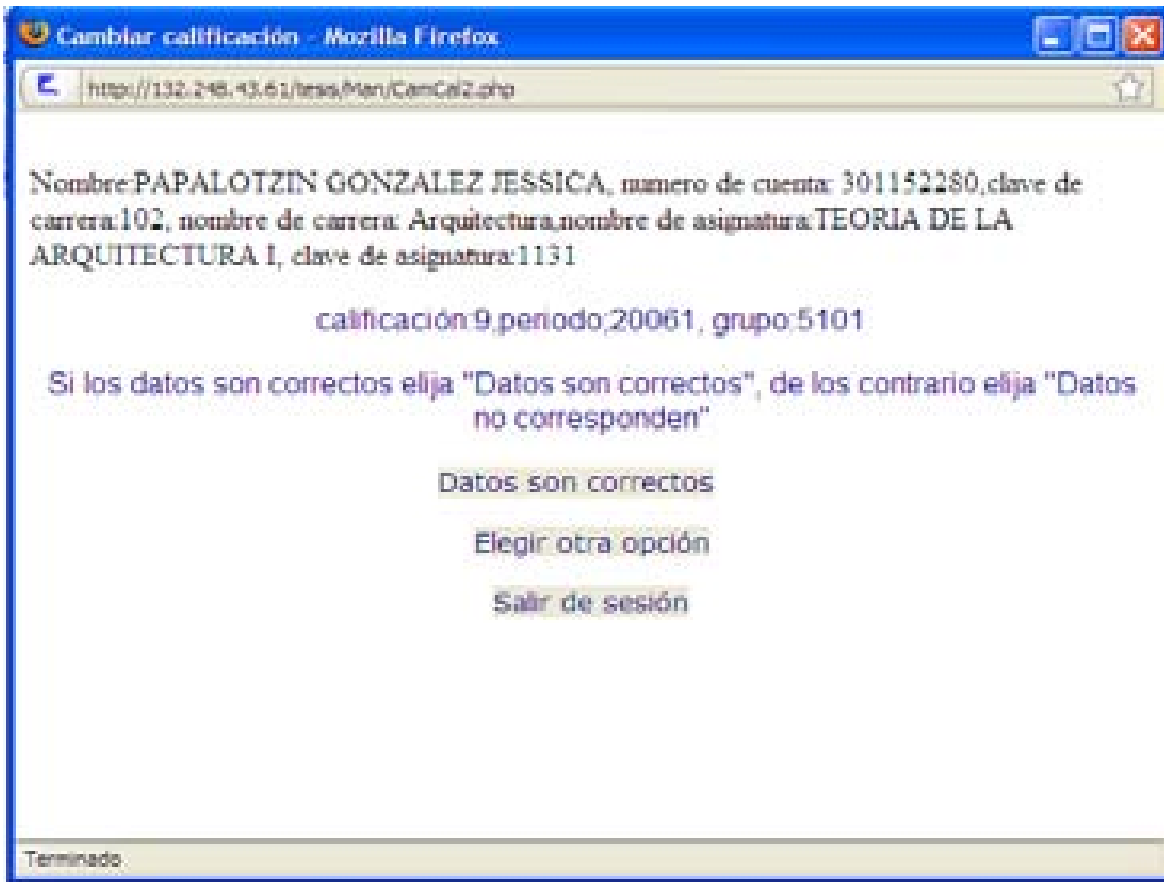 Cambiar calificación - Mozilla Firefox
http://132.248.43.61/tesis/Man/CamCal2.php
Nombre:PAPALOTZIN GONZALEZ JESSICA, numero de cuenta: 301152280,clave de
carrera:102, nombre de carrera: Arquitectura,nombre de asignatura:TEORIA DE LA
ARQUITECTURA I, clave de asignatura:1131
calificación:9,periodo:20061, grupo:5101
Si los datos son correctos elija "Datos son correctos", de los contrario elija "Datos
no corresponden"
Datos son correctos
Elegir otra opción
Salir de sesión
Terminado